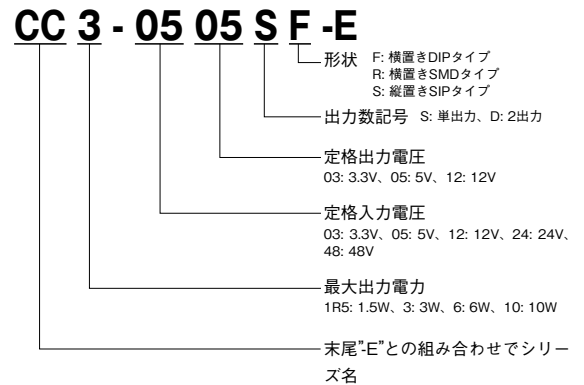 CC 3 - 05 05 S F -E
形状 F: 横置きDIPタイプ
R: 横置きSMDタイプ
S: 縦置きSIPタイプ
出力数記号 S: 単出力、D: 2出力
定格出力電圧
03: 3.3V、05: 5V、12: 12V
定格入力電圧
03: 3.3V、05: 5V、12: 12V、24: 24V、
48: 48V
最大出力電力
1R5: 1.5W、3: 3W、6: 6W、10: 10W
末尾"-E"との組み合わせでシリー
ズ名